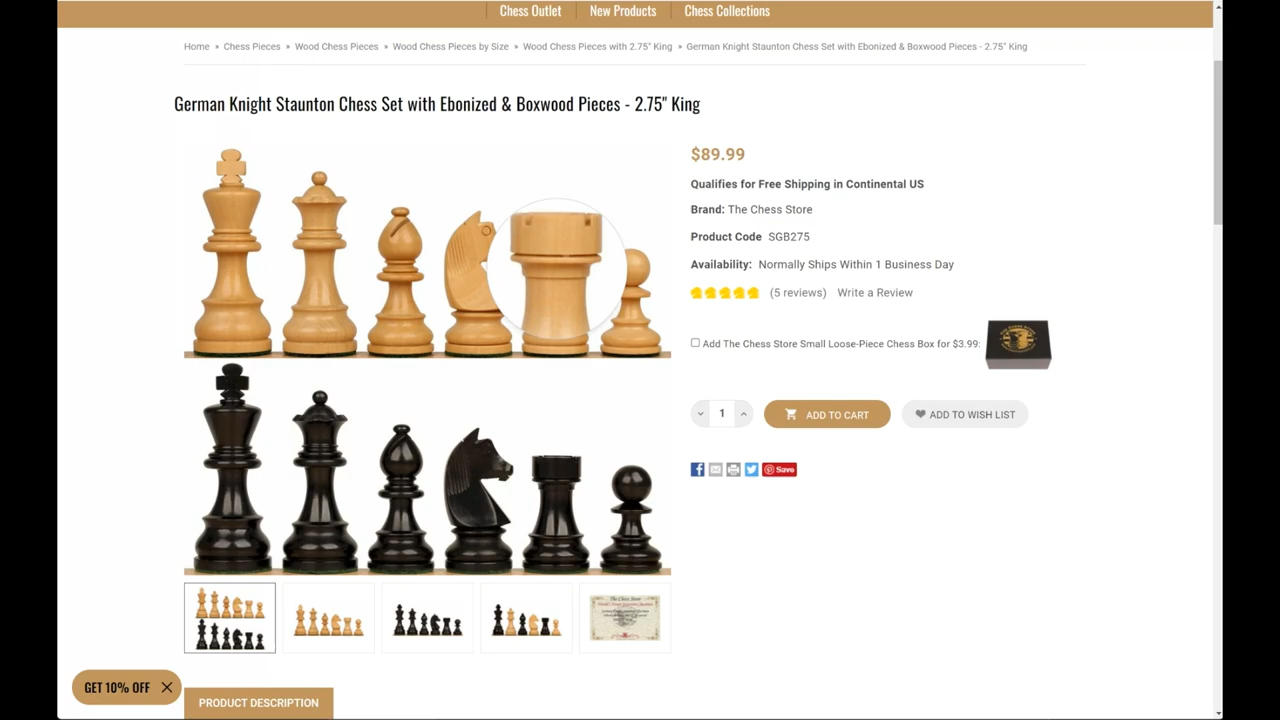 Chess Outlet
New Products
Chess Collections
Home » Chess Pieces » Wood Chess Pieces » Wood Chess Pieces by Size » Wood Chess Pieces with 2.75" King » German Knight Staunton Chess Set with Ebonized & Boxwood Pieces - 2.75" King
German Knight Staunton Chess Set with Ebonized & Boxwood Pieces - 2.75" King
$89.99
Qualifies for Free Shipping in Continental US
Brand: The Chess Store
Product Code SGB275
Availability: Normally Ships Within 1 Business Day
(5 reviews) Write a Review
Add The Chess Store Small Loose-Piece Chess Box for $3.99:
1
ADD TO CART
ADD TO WISH LIST
Save
The Chess Store
GET 10% OFF
PRODUCT DESCRIPTION